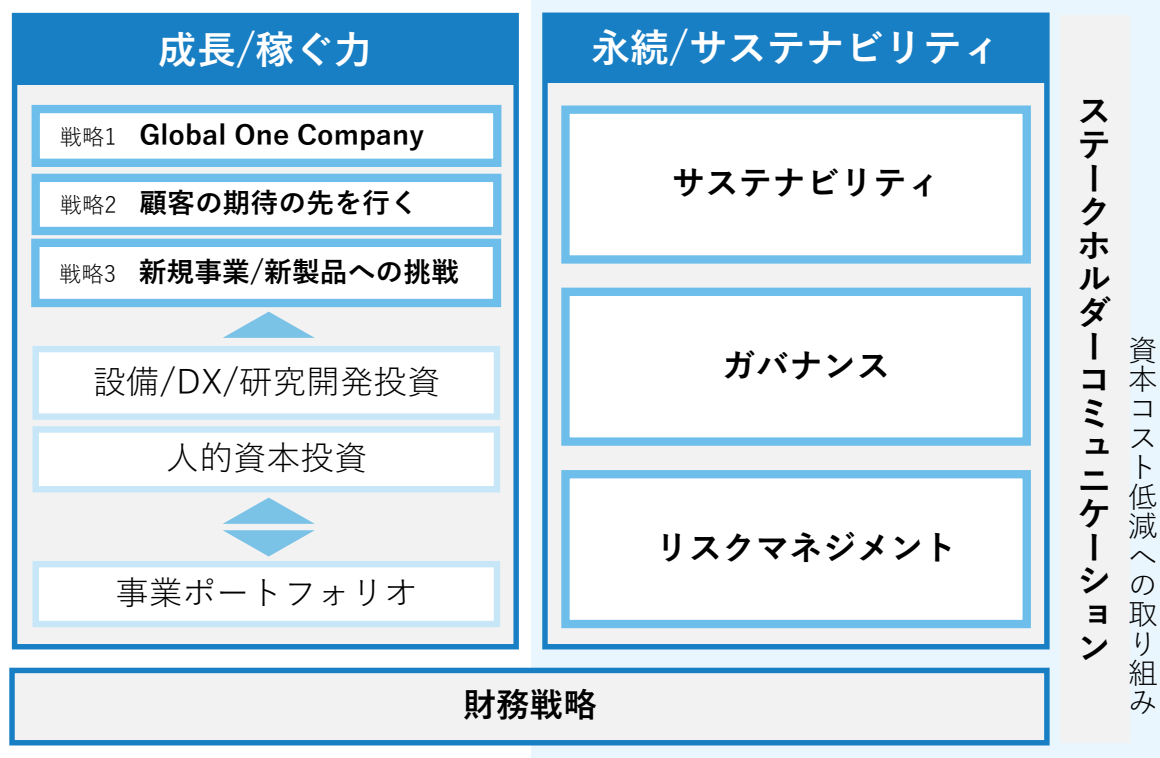 成長/稼ぐ力
戦略1 Global One Company
戦略2 顧客の期待の先を行く
戦略3 新規事業/新製品への挑戦
設備/DX/研究開発投資
人的資本投資
事業ポートフォリオ
永続/サステナビリティ
サステナビリティ
ガバナンス
リスクマネジメント
財務戦略
ステークホルダーコミュニケーション
資本コスト低減への取り組み